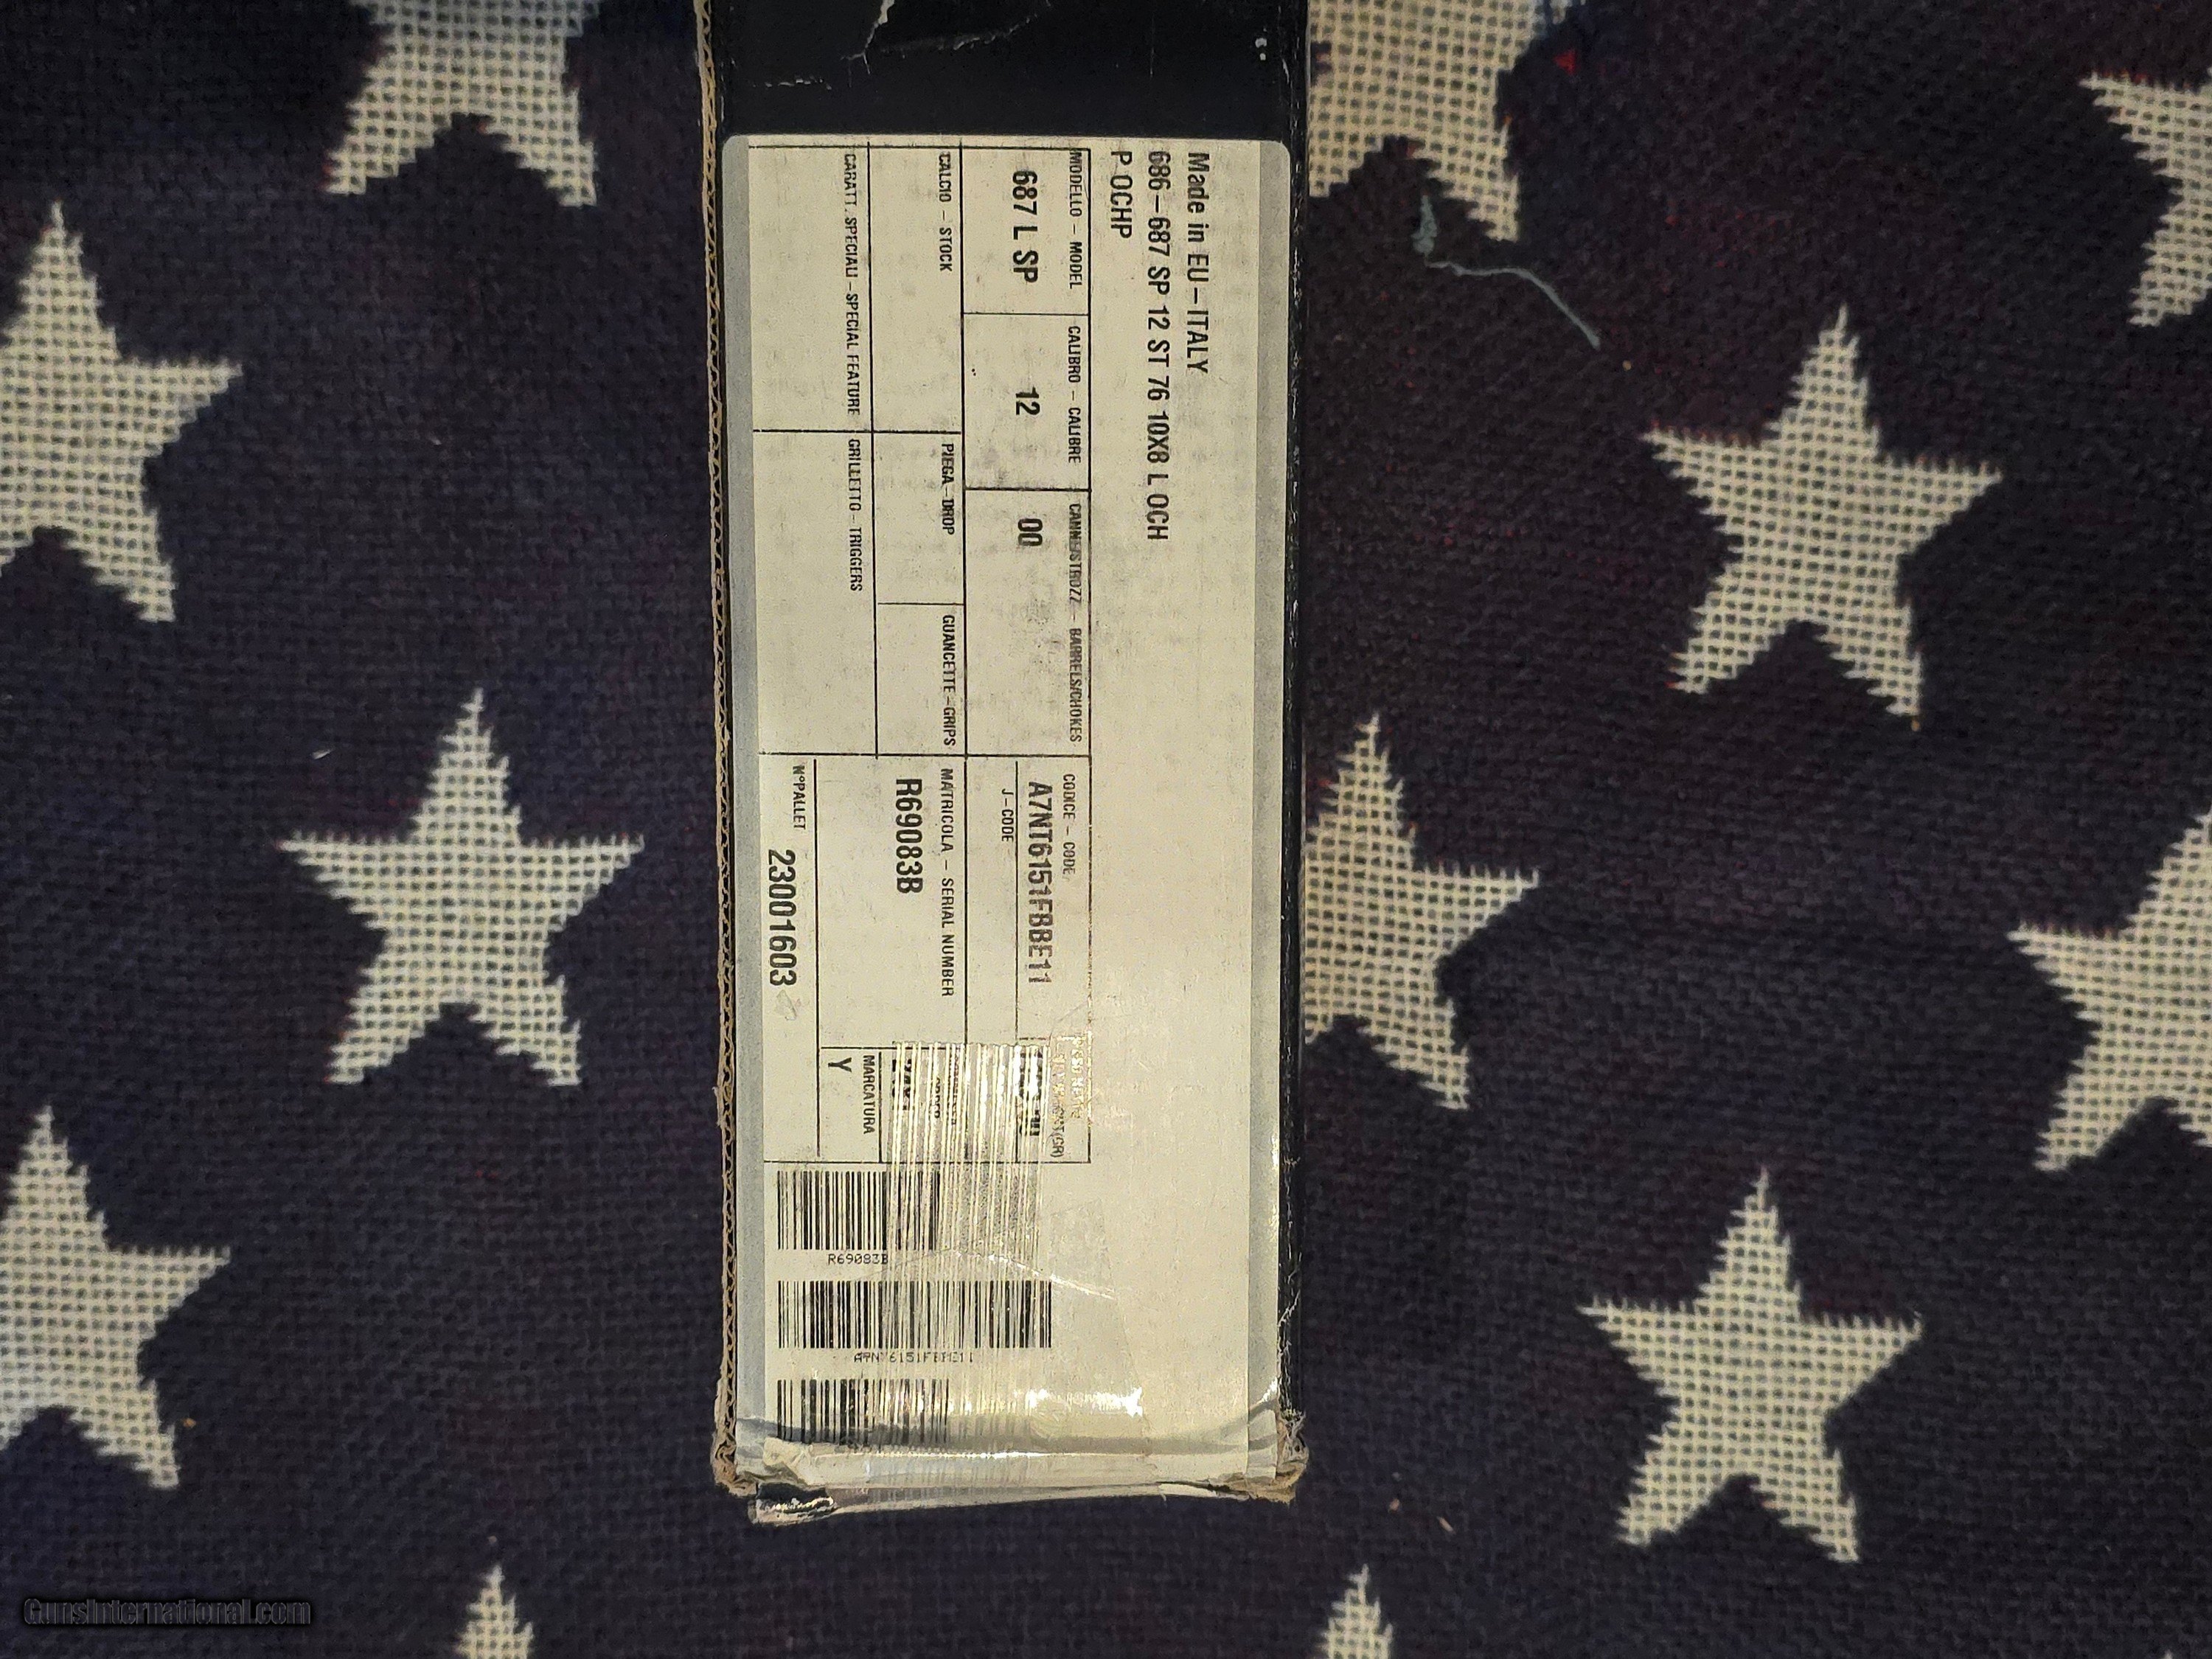 Made in EU-ITALY
686-687 SP 12 ST 76 10X8 L OCH
P OCHP
MODELLO - MODEL
687 L SP
CALIBRO - CALIBRE
12
CANNE/STROZZ - BARRELS/CHOKES
00
CODICE - CODE
A7NT6151FBBE11
J-CODE
CALCIO - STOCK
PIEGA-DROP
GUANCETTE-GRIPS
MATRICOLA - SERIAL NUMBER
R69083B
CARATT. SPECIALI-SPECIAL FEATURE
GRILLETTO-TRIGGERS
MARCATURA
Y
N°PALLET
23001603
R69083B
GunsInternational.com